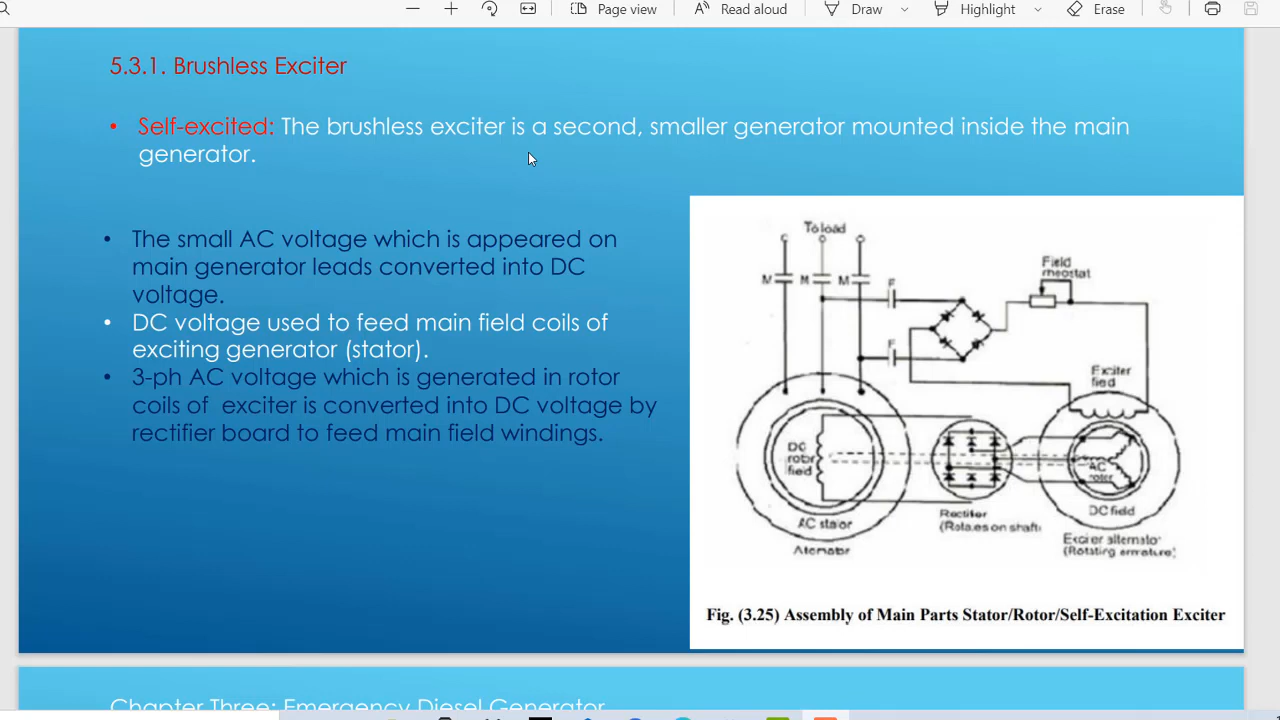 Page view
Read aloud
Draw
Highlight
Erase
5.3.1. Brushless Exciter
• Self-excited: The brushless exciter is a second, smaller generator mounted inside the main
generator.
• The small AC voltage which is appeared on
main generator leads converted into DC
voltage.
• DC voltage used to feed main field coils of
exciting generator (stator).
• 3-ph AC voltage which is generated in rotor
coils of exciter is converted into DC voltage by
rectifier board to feed main field windings.
To load
M M M
F
F
Field
rheostat
Exciter
field
DC
rotor
field
AC stator
Rectifier
(Rotates on shaft)
AC
rotor
DC field
Exciter alternator
(Rotating armature)
Fig. (3.25) Assembly of Main Parts Stator/Rotor/Self-Excitation Exciter
Chapter Three: Emergency Diesel Generator